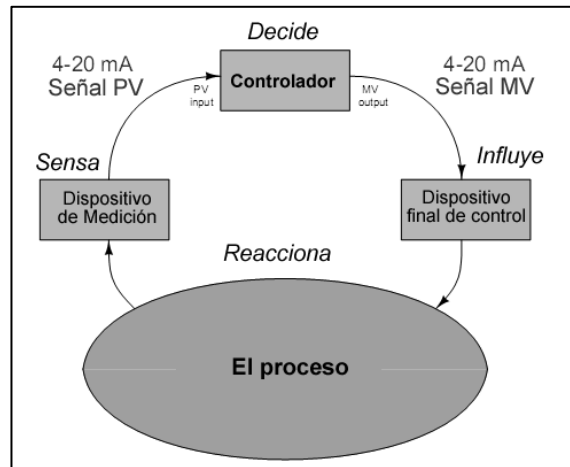 Decide
4-20 mA
Señal PV
PV
input
Controlador
MV
output
4-20 mA
Señal MV
Sensa
Influye
Dispositivo
de Medición
Dispositivo
final de control
Reacciona
El proceso